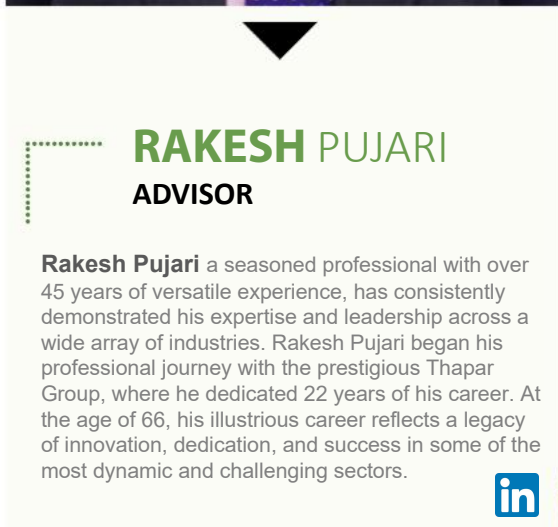 RAKESH PUJARI
ADVISOR
Rakesh Pujari a seasoned professional with over
45 years of versatile experience, has consistently
demonstrated his expertise and leadership across a
wide array of industries. Rakesh Pujari began his
professional journey with the prestigious Thapar
Group, where he dedicated 22 years of his career. At
the age of 66, his illustrious career reflects a legacy
of innovation, dedication, and success in some of the
most dynamic and challenging sectors.
in